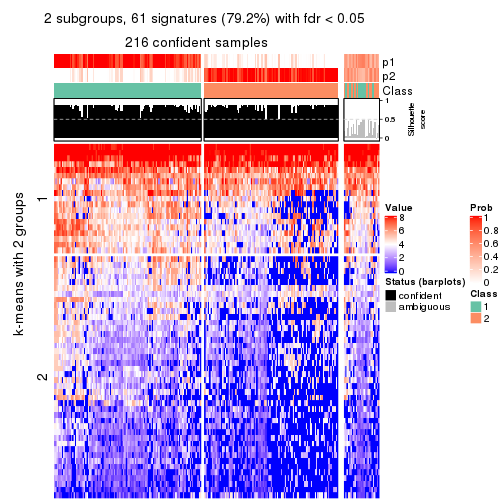 2 subgroups, 61 signatures (79.2%) with fdr < 0.05
216 confident samples
p1
p2
Class
1
0.5
0
Silhouette
score
k-means with 2 groups
1
2
Value
8
6
4
2
0
Prob
1
0.8
0.6
0.4
0.2
0
Status (barplots)
confident
ambiguous
Class
1
2